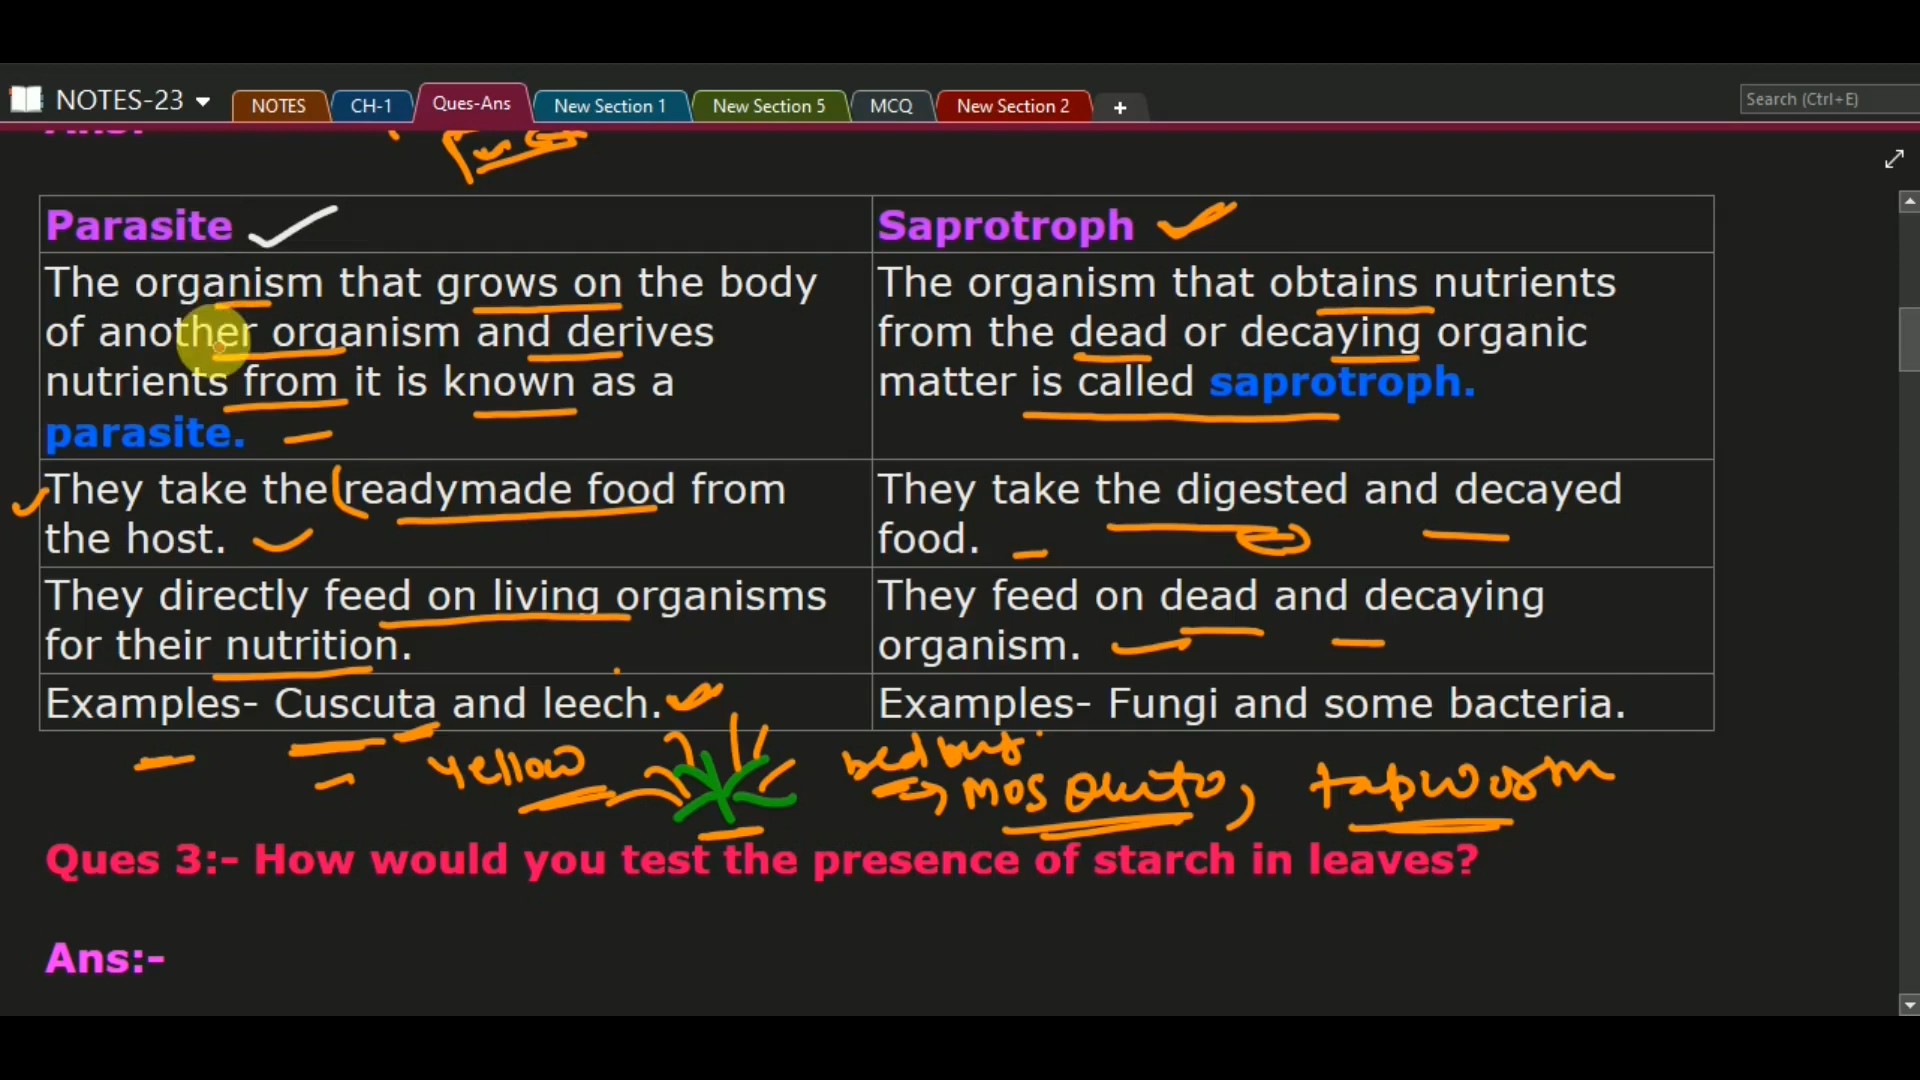 NOTES-23
NOTES
CH-1
Ques-Ans
New Section 1
New Section 5
MCQ
New Section 2
+
Search (Ctrl+E)
Parasite
The organism that grows on the body
of another organism and derives
nutrients from it is known as a
parasite.
Saprotroph
The organism that obtains nutrients
from the dead or decaying organic
matter is called saprotroph.
They take the readymade food from
the host.
They take the digested and decayed
food.
They directly feed on living organisms
for their nutrition.
They feed on dead and decaying
organism.
Examples- Cuscuta and leech.
Examples- Fungi and some bacteria.
yellow
bed
mosquito, tapworm
Ques 3:- How would you test the presence of starch in leaves?
Ans:-